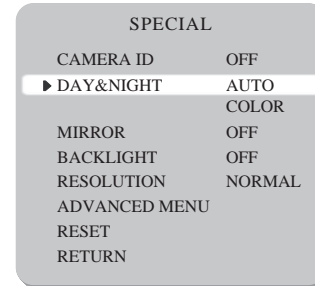 SPECIAL
CAMERA ID OFF
DAY&NIGHT AUTO
COLOR
MIRROR OFF
BACKLIGHT OFF
RESOLUTION NORMAL
ADVANCED MENU
RESET
RETURN